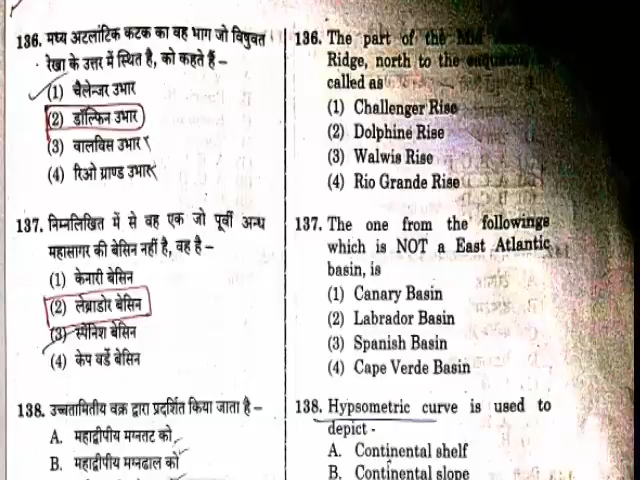 136. मध्य अटलांटिक कटक का वह भाग जो विषुवत
रेखा के उत्तर में स्थित है, को कहते हैं –
(1) चैलेन्जर उभार
(2) डॉल्फिन उभार
(3) वालविस उभार
(4) रिओ ग्राण्ड उभार
137. निम्नलिखित में से वह एक जो पूर्वी अन्ध
महासागर की बेसिन नहीं है, वह है –
(1) केनारी बेसिन
(2) लेब्राडोर बेसिन
(3) स्पेनिश बेसिन
(4) केप वर्डे बेसिन
138. उच्चतामितीय वक्र द्वारा प्रदर्शित किया जाता है –
A. महाद्वीपीय मग्नतट को
B. महाद्वीपीय मग्नढाल को
136. The part of the
Ridge, north to the
called as
(1) Challenger Rise
(2) Dolphine Rise
(3) Walwis Rise
(4) Rio Grande Rise
137. The one from the followings
which is NOT a East Atlantic
basin, is
(1) Canary Basin
(2) Labrador Basin
(3) Spanish Basin
(4) Cape Verde Basin
138. Hypsometric curve is used to
depict -
A. Continental shelf
B. Continental slope